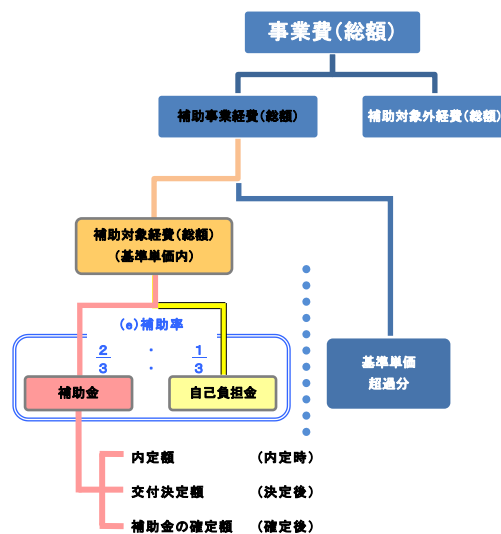 事業費(総額)
補助事業経費(総額)
補助対象外経費(総額)
補助対象経費(総額)
(基準単価内)
(e)補助率
2/3 : 1/3
補助金
自己負担金
基準単価
超過分
内定額 (内定時)
交付決定額 (決定後)
補助金の確定額 (確定後)